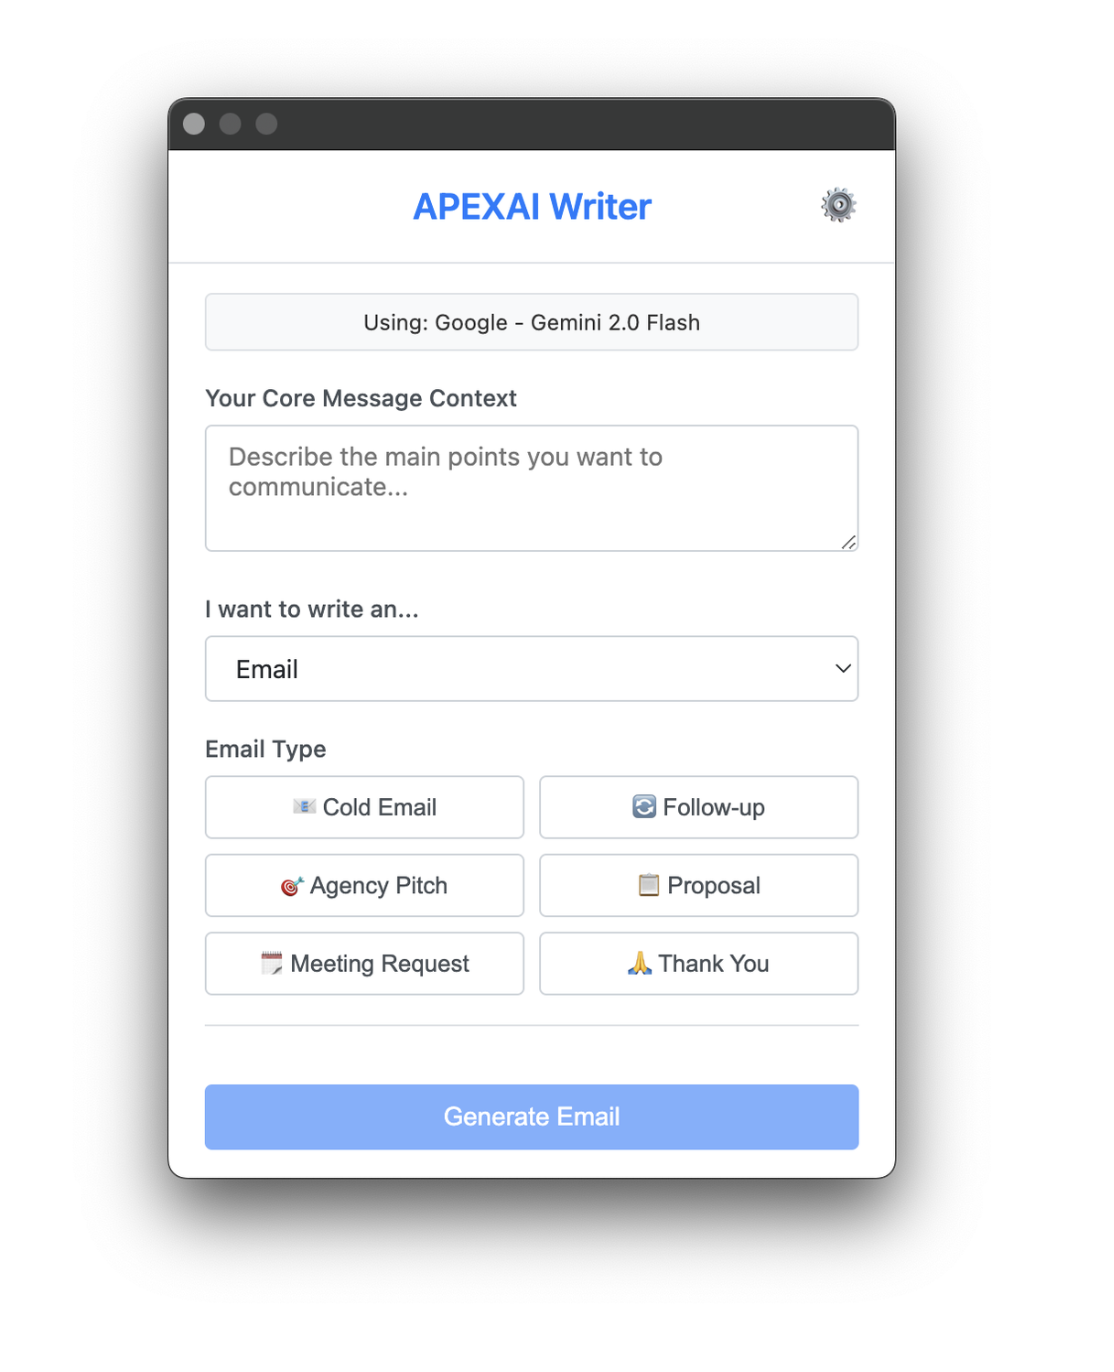 APEXAI Writer
Using: Google - Gemini 2.0 Flash
Your Core Message Context
Describe the main points you want to
communicate...
I want to write an...
Email
Email Type
Cold Email
Follow-up
Agency Pitch
Proposal
Meeting Request
Thank You
Generate Email